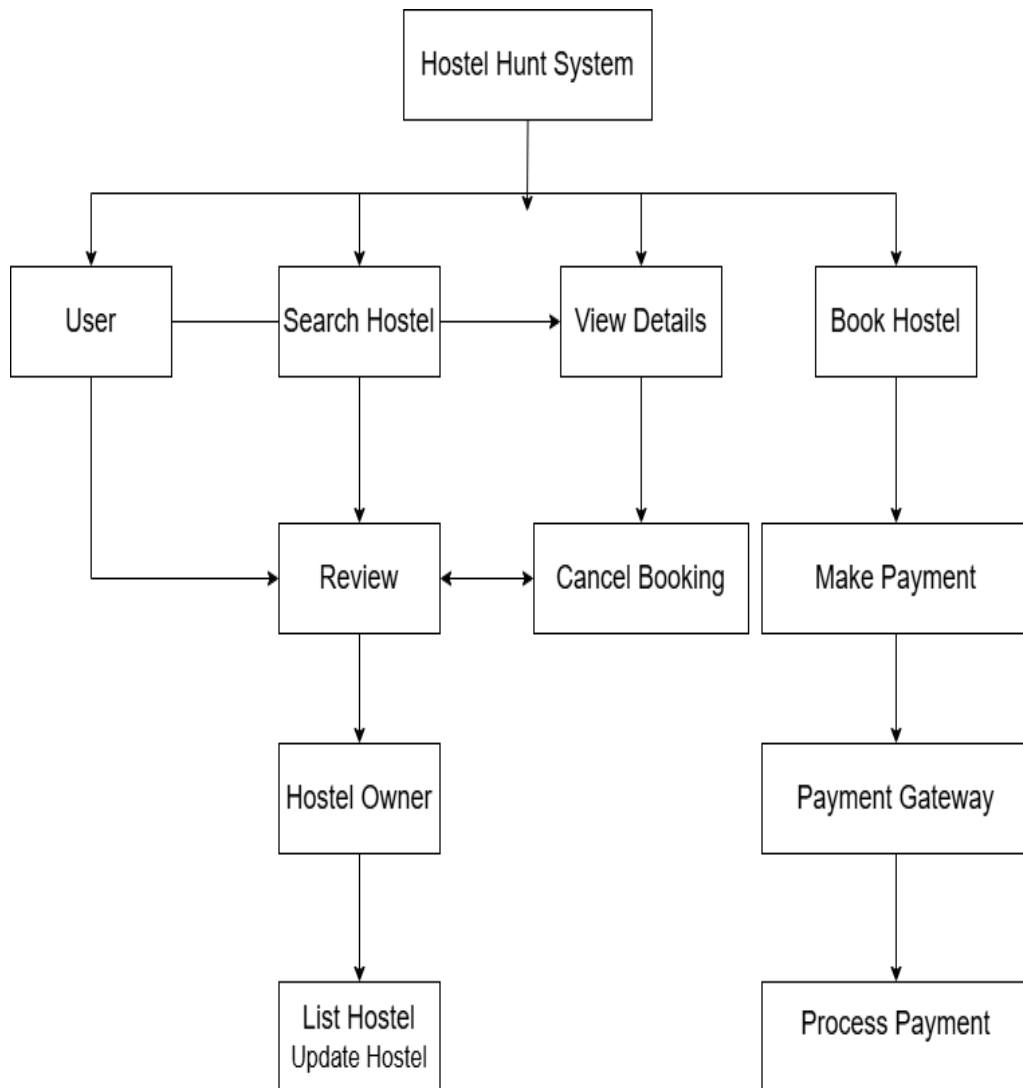 Hostel Hunt System
User
Search Hostel
View Details
Book Hostel
Review
Cancel Booking
Make Payment
Hostel Owner
Payment Gateway
List Hostel
Update Hostel
Process Payment